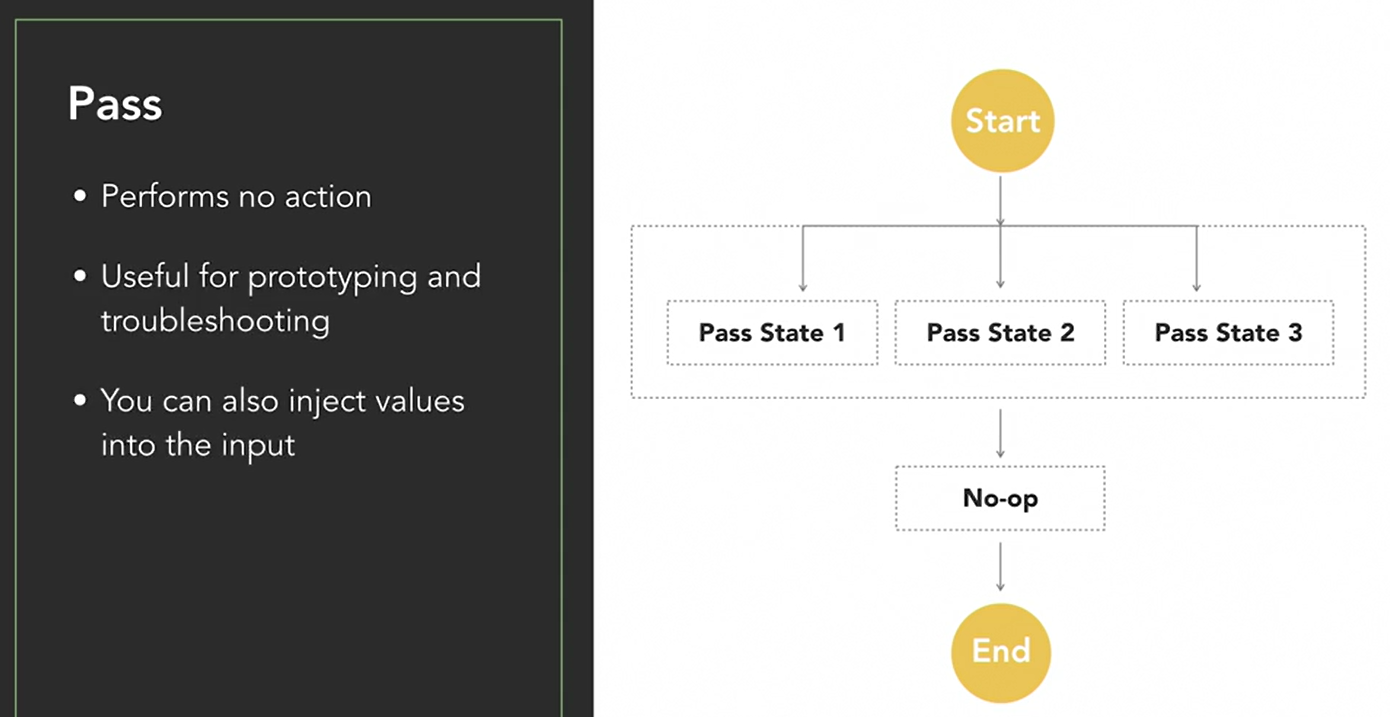 Pass
• Performs no action
• Useful for prototyping and
troubleshooting
• You can also inject values
into the input
Start
Pass State 1
Pass State 2
Pass State 3
No-op
End